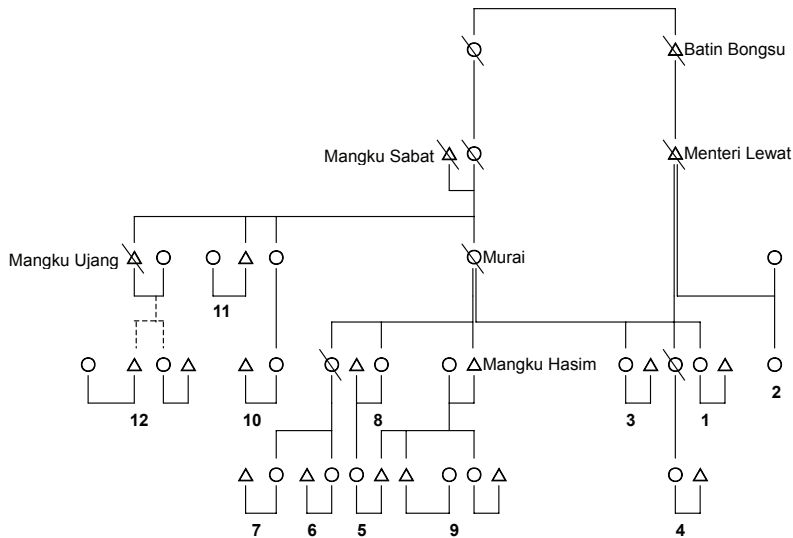 Batin Bongsu
Mangku Sabat
Menteri Lewat
Mangku Ujang
Murai
11
Mangku Hasim
2
12
10
8
3
1
7
6
5
9
4